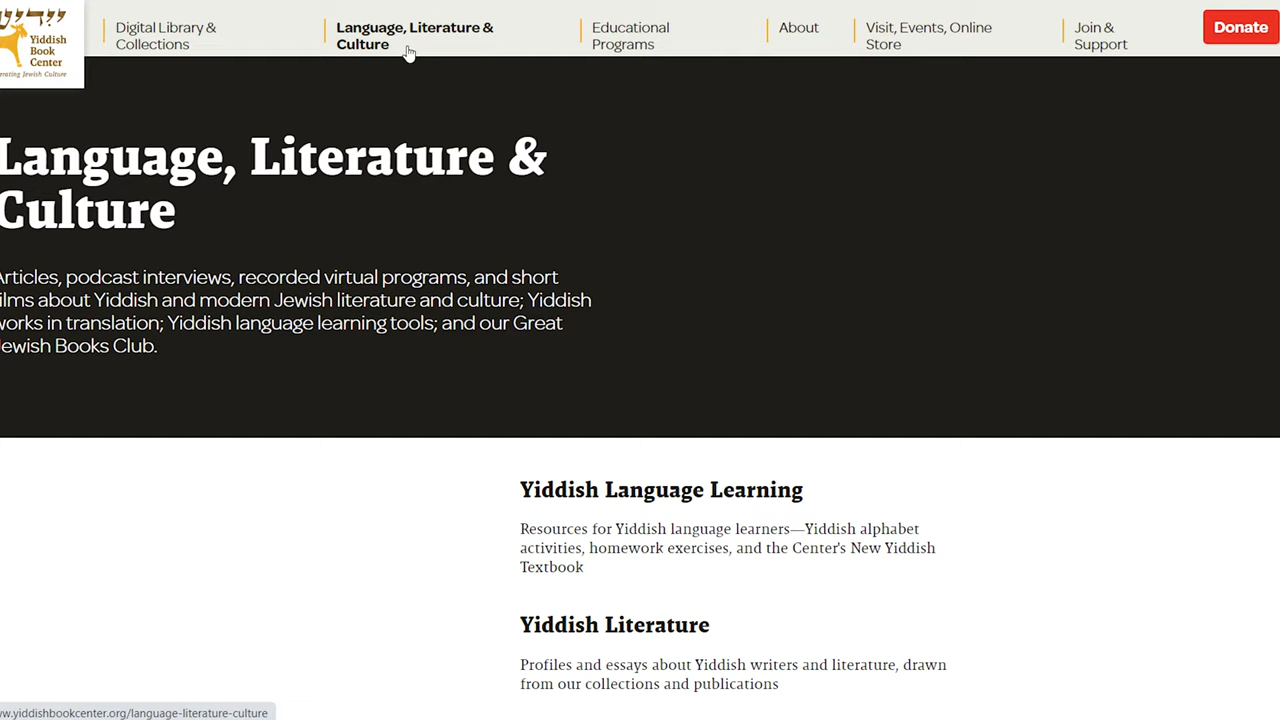 Yiddish
Book
Center
erating Jewish Culture
Digital Library &
Collections
Language, Literature &
Culture
Educational
Programs
About
Visit, Events, Online
Store
Join &
Support
Donate
Language, Literature &
Culture
Articles, podcast interviews, recorded virtual programs, and short
ilms about Yiddish and modern Jewish literature and culture; Yiddish
works in translation; Yiddish language learning tools; and our Great
Jewish Books Club.
Yiddish Language Learning
Resources for Yiddish language learners—Yiddish alphabet
activities, homework exercises, and the Center's New Yiddish
Textbook
Yiddish Literature
Profiles and essays about Yiddish writers and literature, drawn
from our collections and publications
ww.yiddishbookcenter.org/language-literature-culture